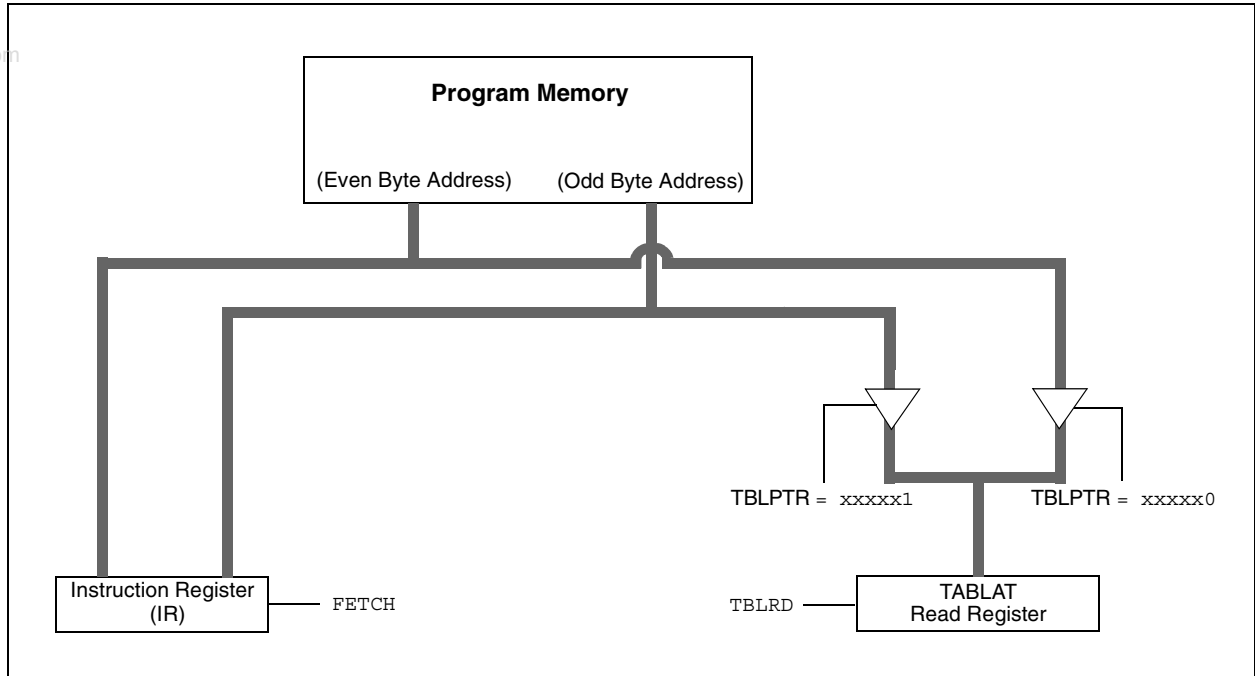 om
Program Memory
(Even Byte Address) (Odd Byte Address)
TBLPTR = xxxxx1 TBLPTR = xxxxx0
Instruction Register
(IR)
FETCH
TBLRD
TABLAT
Read Register